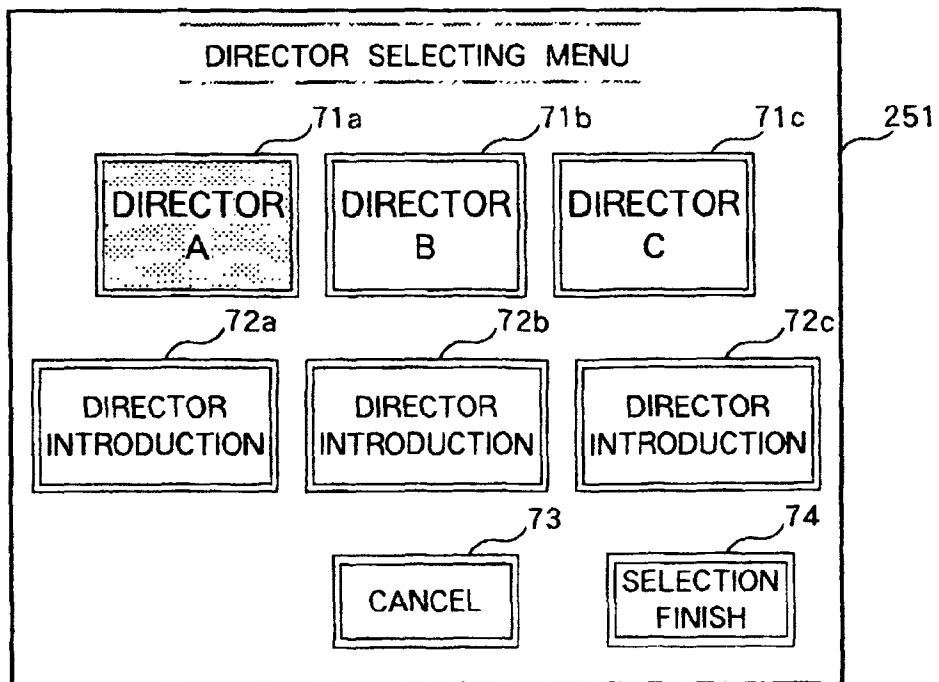 DIRECTOR SELECTING MENU
71a 71b 71c 251
DIRECTOR A
DIRECTOR B
DIRECTOR C
72a 72b 72c
DIRECTOR INTRODUCTION
DIRECTOR INTRODUCTION
DIRECTOR INTRODUCTION
73 74
CANCEL
SELECTION FINISH